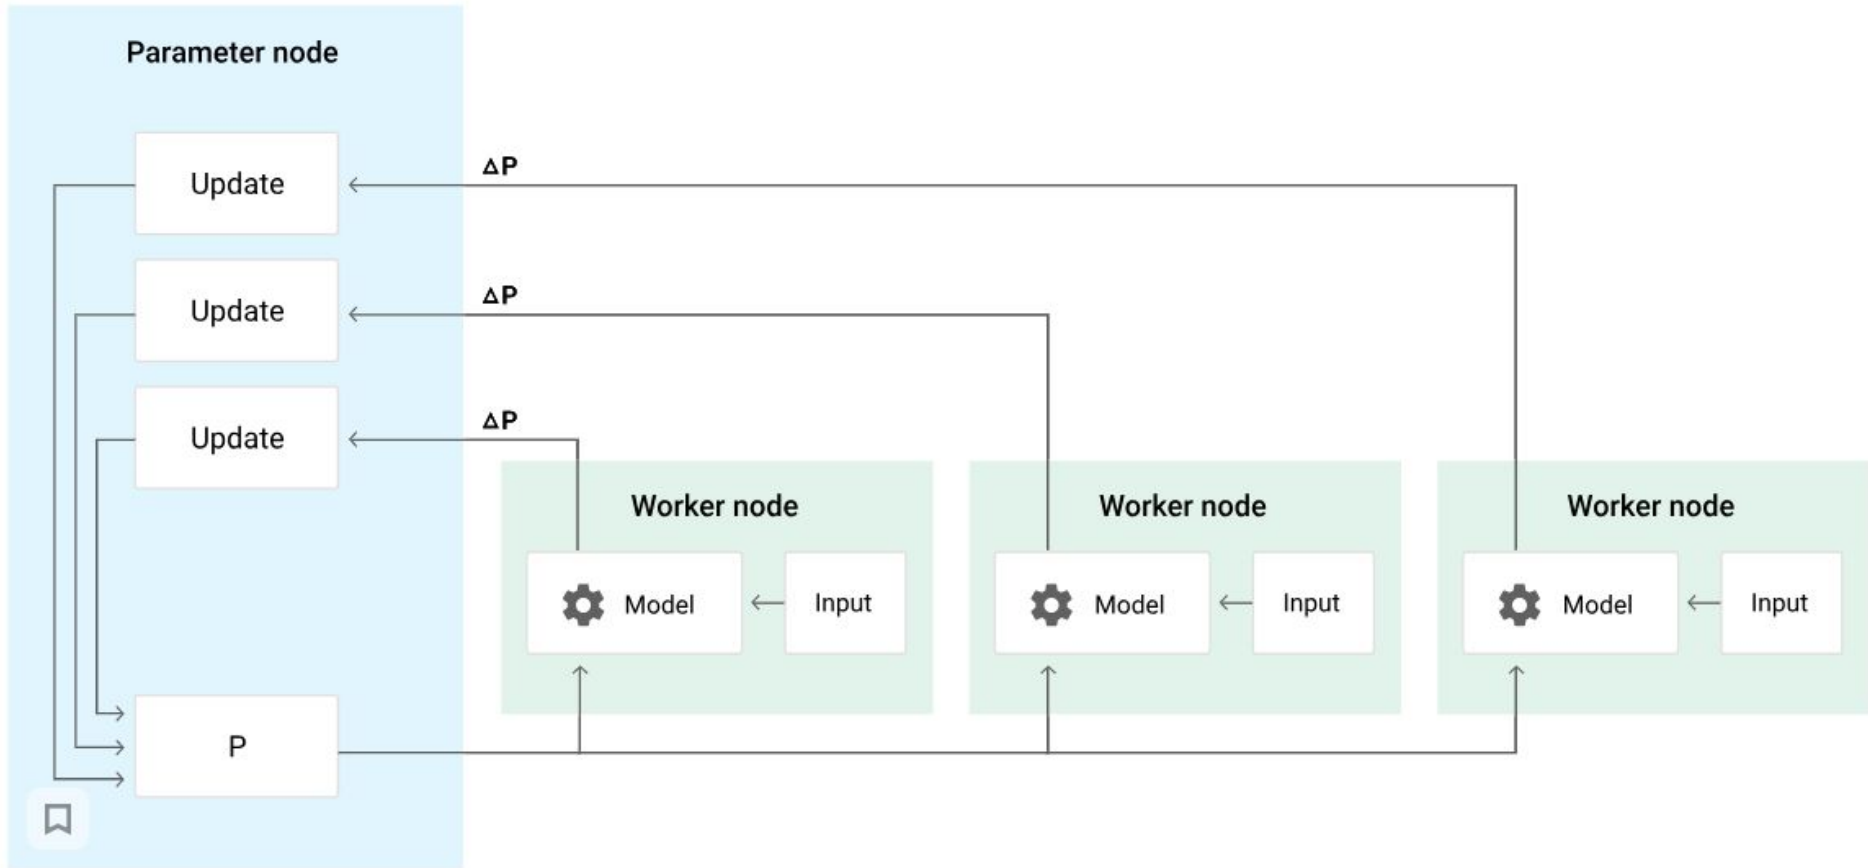 Parameter node
Update
ΔP
Update
ΔP
Update
ΔP
Worker node
Model
Input
Worker node
Model
Input
Worker node
Model
Input
P